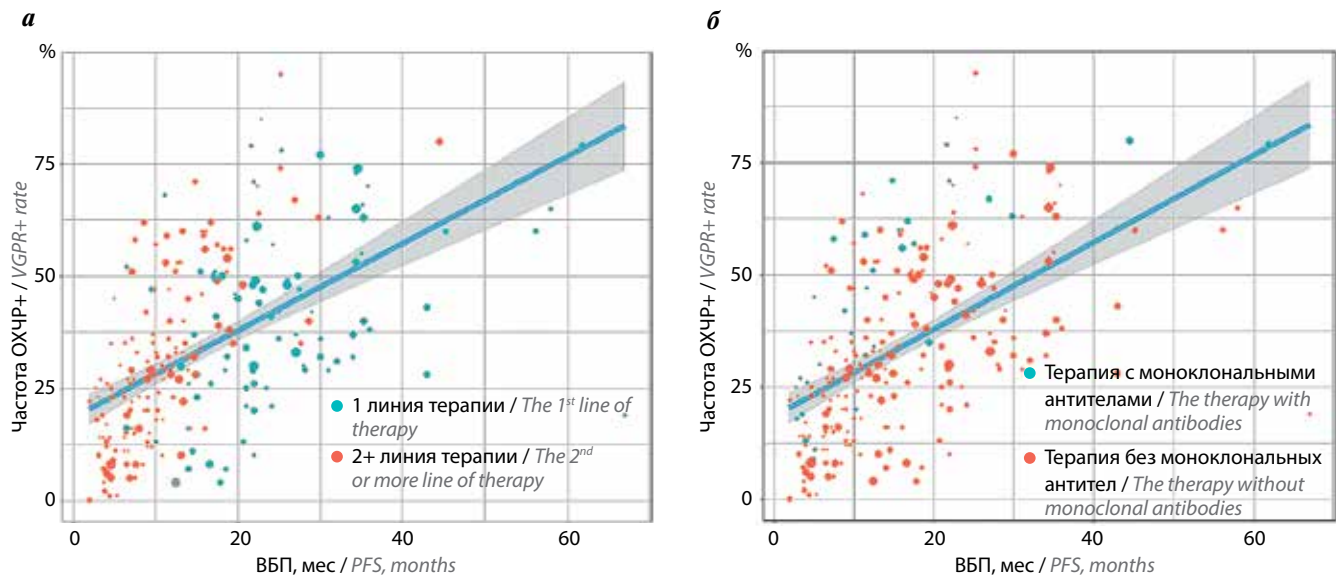 а
%
75
50
25
0
0 20 40 60
Частота ОХЧР+ / VGPR+ rate
ВБП, мес / PFS, months
1 линия терапии / The 1st line of
therapy
2+ линия терапии / The 2nd
or more line of therapy
б
%
75
50
25
0
0 20 40 60
Частота ОХЧР+ / VGPR+ rate
ВБП, мес / PFS, months
Терапия с моноклональными
антителами / The therapy with
monoclonal antibodies
Терапия без моноклональных
антител / The therapy without
monoclonal antibodies